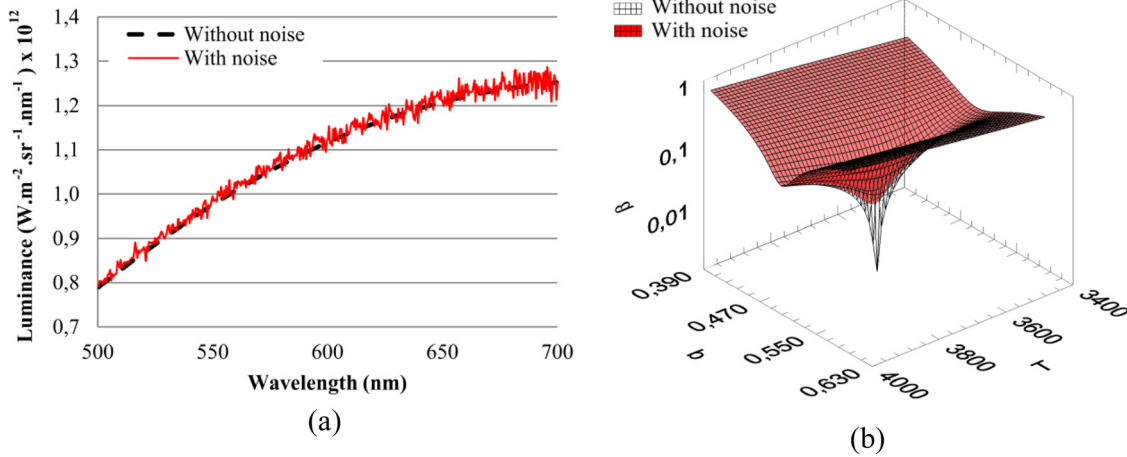 1,4
1,3
1,2
1,1
1,0
0,9
0,8
0,7
Luminance (W.m⁻².sr⁻¹.nm⁻¹ ) x 10¹²
Without noise
With noise
500
550
600
650
700
Wavelength (nm)
(a)
Without noise
With noise
1
0,1
0,01
B
0,390
0,470
0,550
0,630
σ
3400
3600
3800
4000
T
(b)